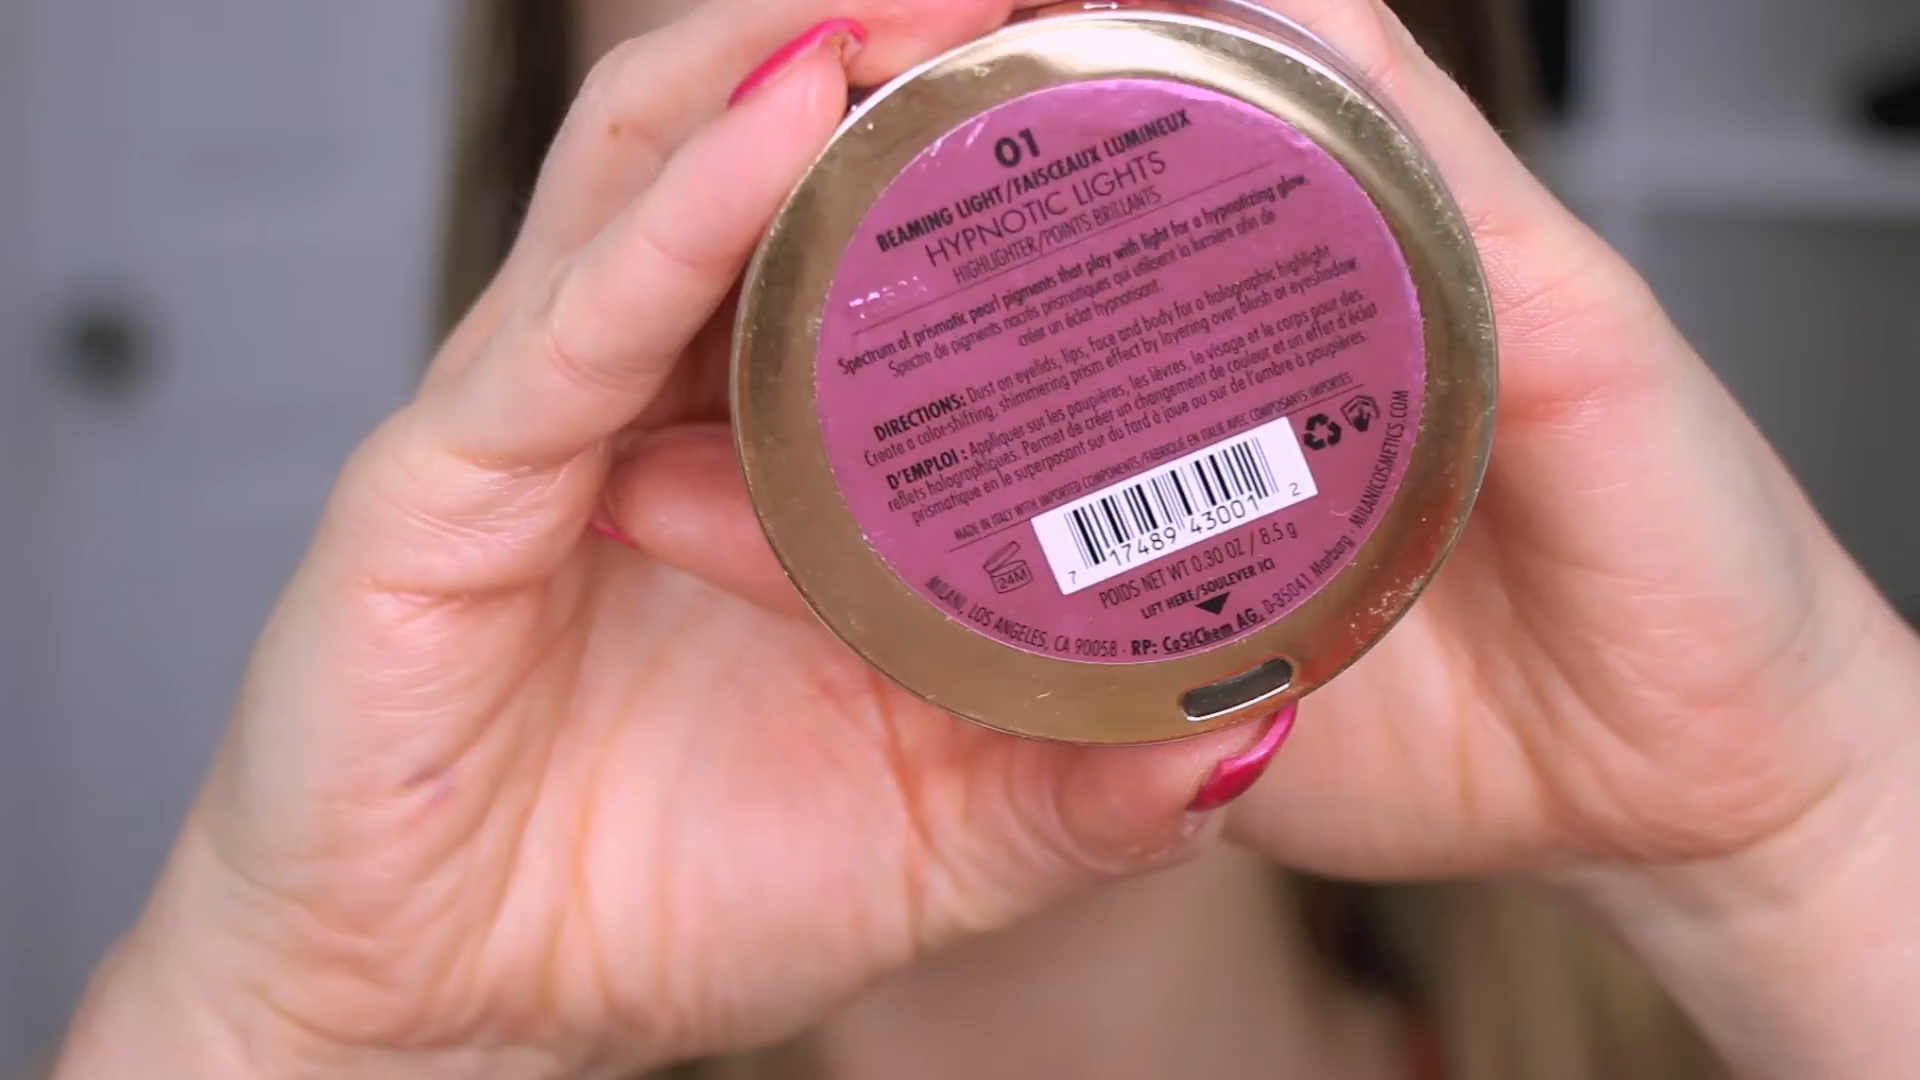 01
BEAMING LIGHT/FAISCEAUX LUMINEUX
HYPNOTIC LIGHTS
HIGHLIGHTER/POINTS BRILLANTS
Spectrum of prismatic pearl pigments that play with light for a hypnotizing glow.
Spectre de pigments nacrés prismatiques qui utilisent la lumière afin de
créer un éclat hypnotisant.
DIRECTIONS: Dust on eyelids, lips, face and body for a holographic highlight.
Create a color-shifting, shimmering prism effect by layering over blush or eyeshadow.
D'EMPLOI : Appliquer sur les paupières, les lèvres, le visage et le corps pour des
reflets holographiques. Permet de créer un changement de couleur et un effet d'éclat
prismatique en le superposant sur du fard à joue ou sur de l'ombre à paupières.
MADE IN ITALY WITH IMPORTED COMPONENTS/FABRIQUÉ EN ITALIE AVEC COMPOSANTS IMPORTÉS
7 17489 43001 2
24M
POIDS NET WT 0.30 OZ / 8.5 g
LIFT HERE/SOULEVER ICI
MILANI, LOS ANGELES, CA 90058 · RP: CoSiChem AG, D-35041 Marburg · MILANICOSMETICS.COM